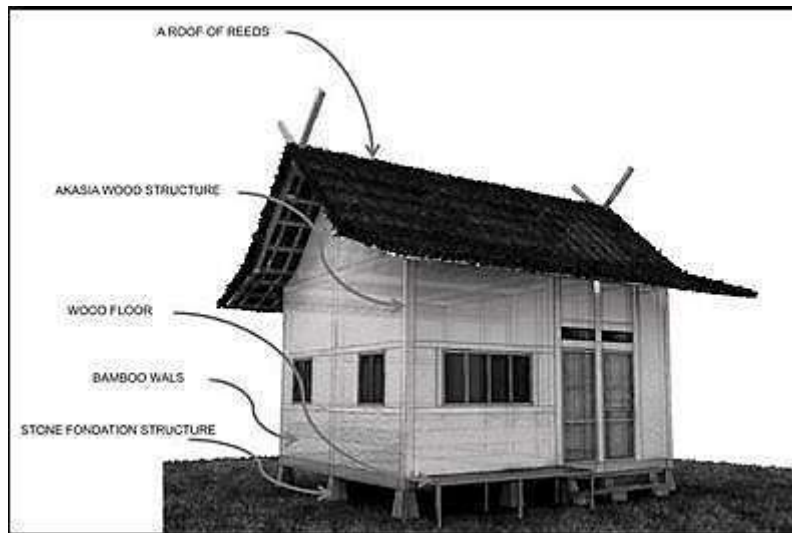 A ROOF OF REEDS
AKASIA WOOD STRUCTURE
WOOD FLOOR
BAMBOO WALS
STONE FONDATION STRUCTURE